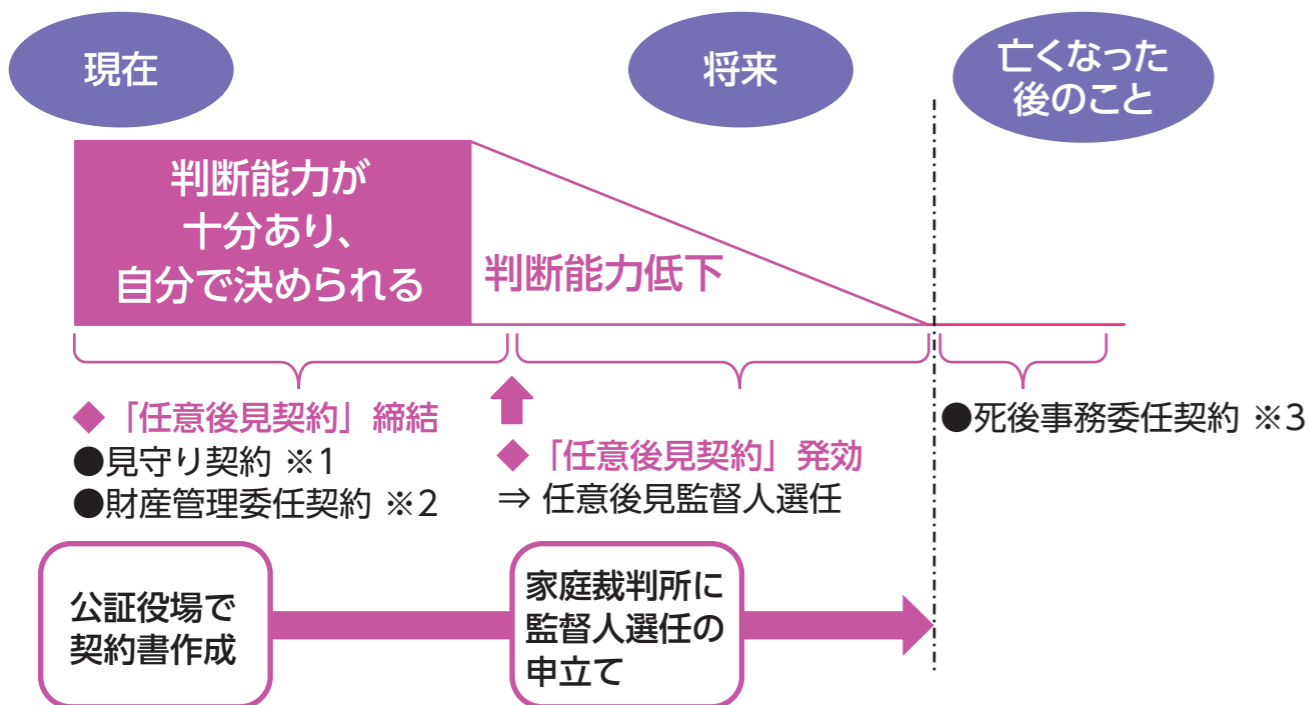 現在
将来
亡くなった
後のこと
判断能力が
十分あり、
自分で決められる
判断能力低下
◆「任意後見契約」締結
●見守り契約 ※1
●財産管理委任契約 ※2
◆「任意後見契約」発効
⇒ 任意後見監督人選任
●死後事務委任契約 ※3
公証役場で
契約書作成
家庭裁判所に
監督人選任の
申立て